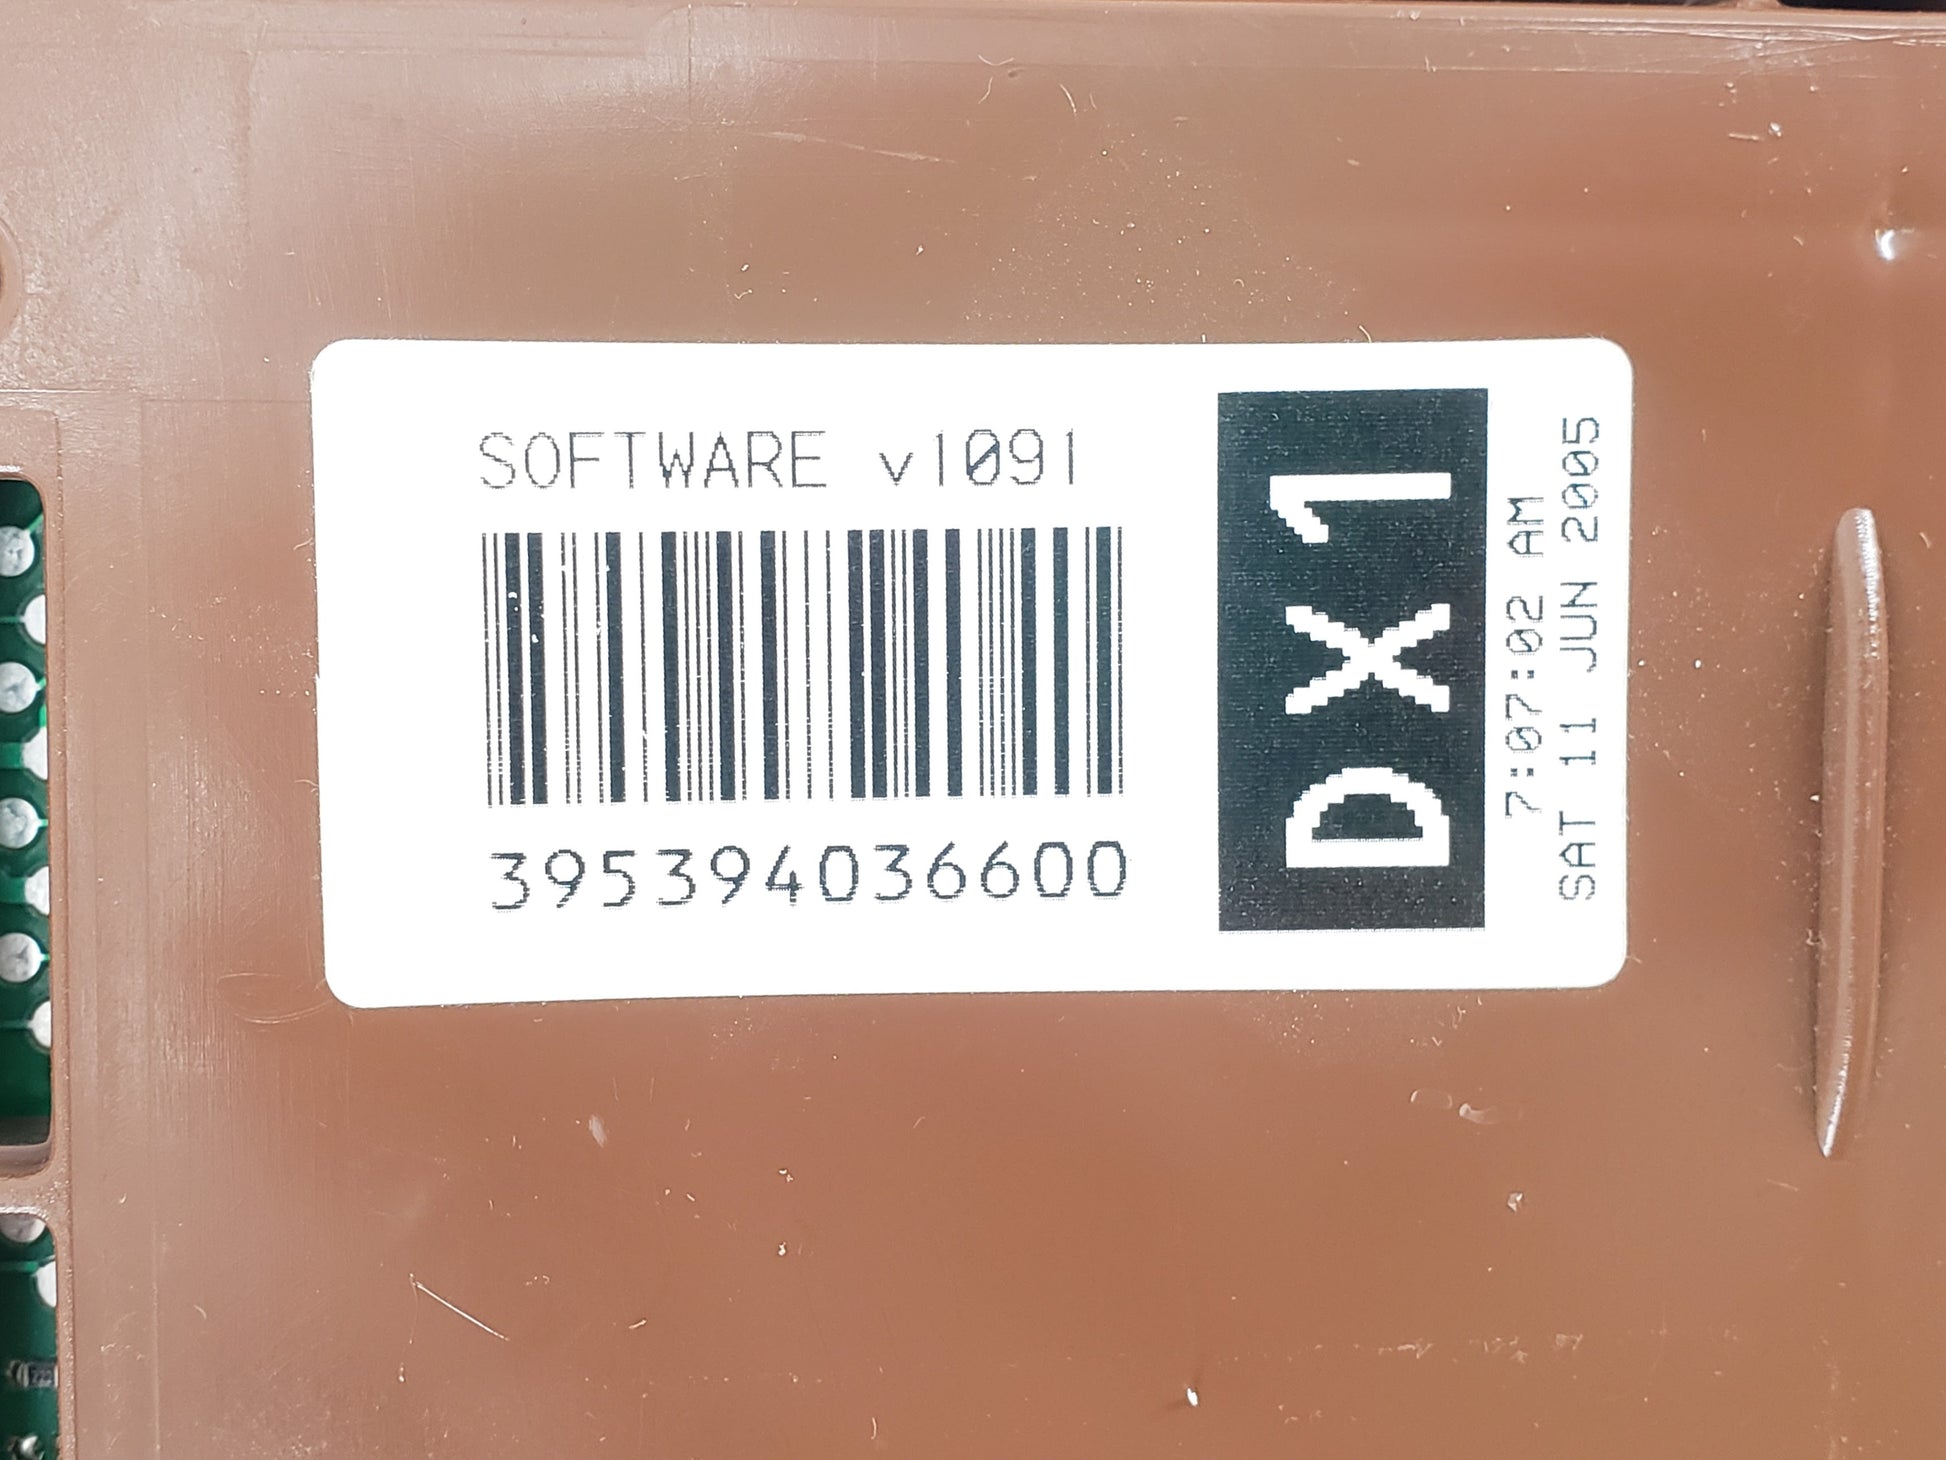 SOFTWARE v1091
395394036600
DX1
7:07:02 AM
SAT 11 JUN 2005